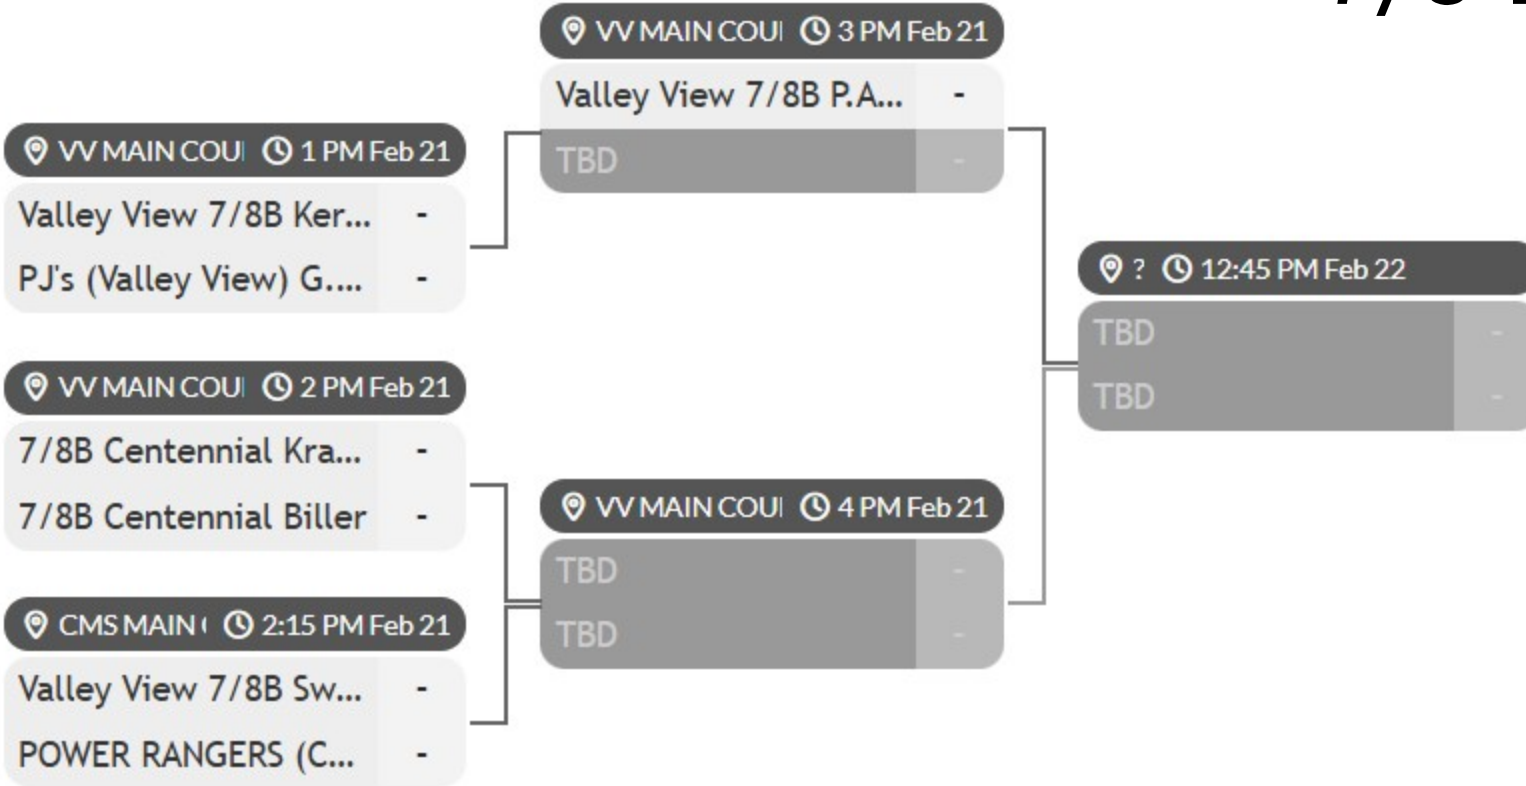 VV MAIN COU 3 PM Feb 21
Valley View 7/8B P.A... -
TBD -
VV MAIN COU 1 PM Feb 21
Valley View 7/8B Ker... -
PJ's (Valley View) G.... -
? 12:45 PM Feb 22
TBD -
TBD -
VV MAIN COU 2 PM Feb 21
7/8B Centennial Kra... -
7/8B Centennial Biller -
VV MAIN COU 4 PM Feb 21
TBD -
TBD -
CMS MAIN 2:15 PM Feb 21
Valley View 7/8B Sw... -
POWER RANGERS (C... -